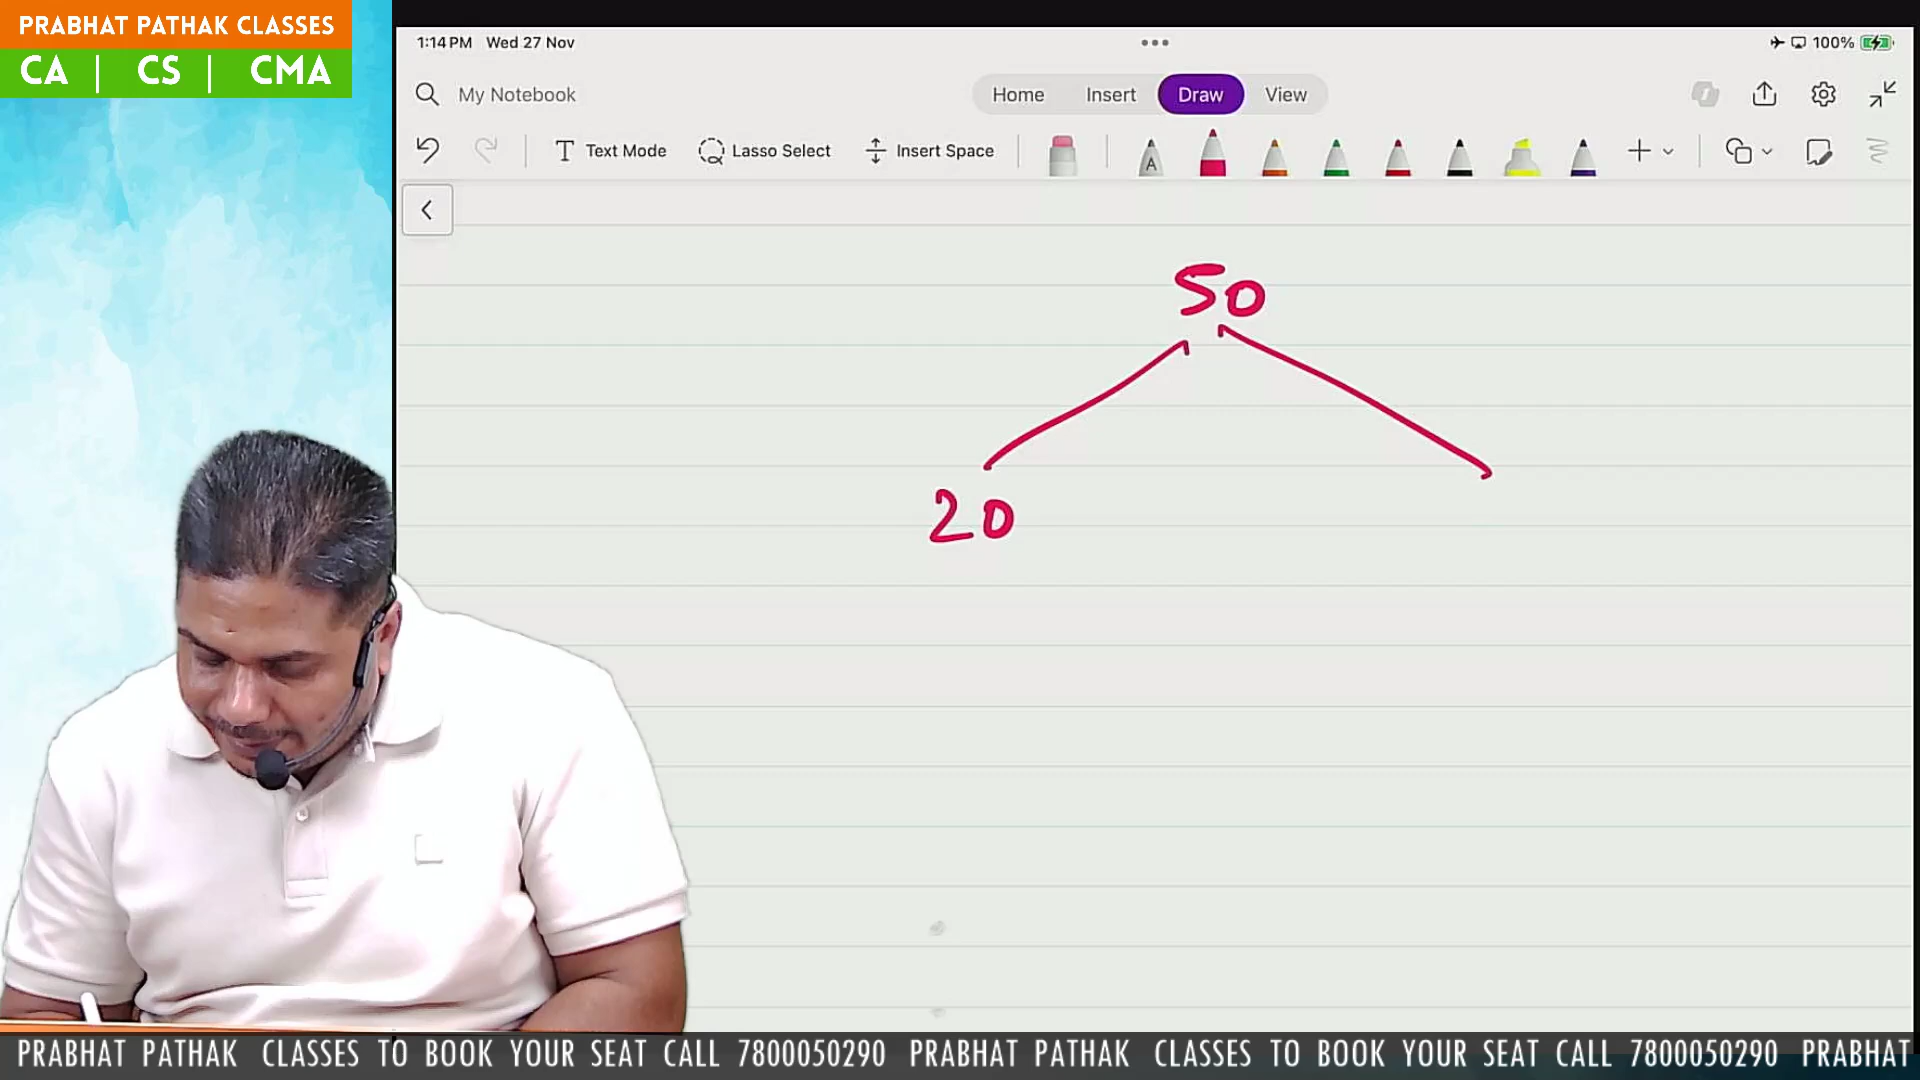 PRABHAT PATHAK CLASSES
CA | CS | CMA
1:14 PM Wed 27 Nov
100%
My Notebook
Home Insert Draw View
Text Mode Lasso Select Insert Space
A
50
20
PRABHAT PATHAK CLASSES TO BOOK YOUR SEAT CALL 7800050290 PRABHAT PATHAK CLASSES TO BOOK YOUR SEAT CALL 7800050290 PRABHAT